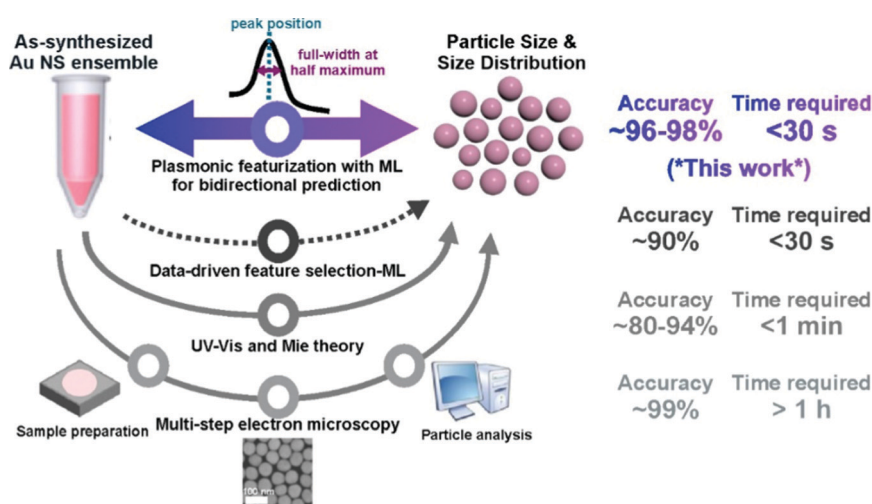 As-synthesized
Au NS ensemble
peak position
full-width at
half maximum
Plasmonic featurization with ML
for bidirectional prediction
Particle Size &
Size Distribution
Accuracy Time required
~96-98% <30 s
(*This work*)
Data-driven feature selection-ML
Accuracy Time required
~90% <30 s
UV-Vis and Mie theory
Accuracy Time required
~80-94% <1 min
Sample preparation
Multi-step electron microscopy
Particle analysis
100 nm
Accuracy Time required
~99% > 1 h